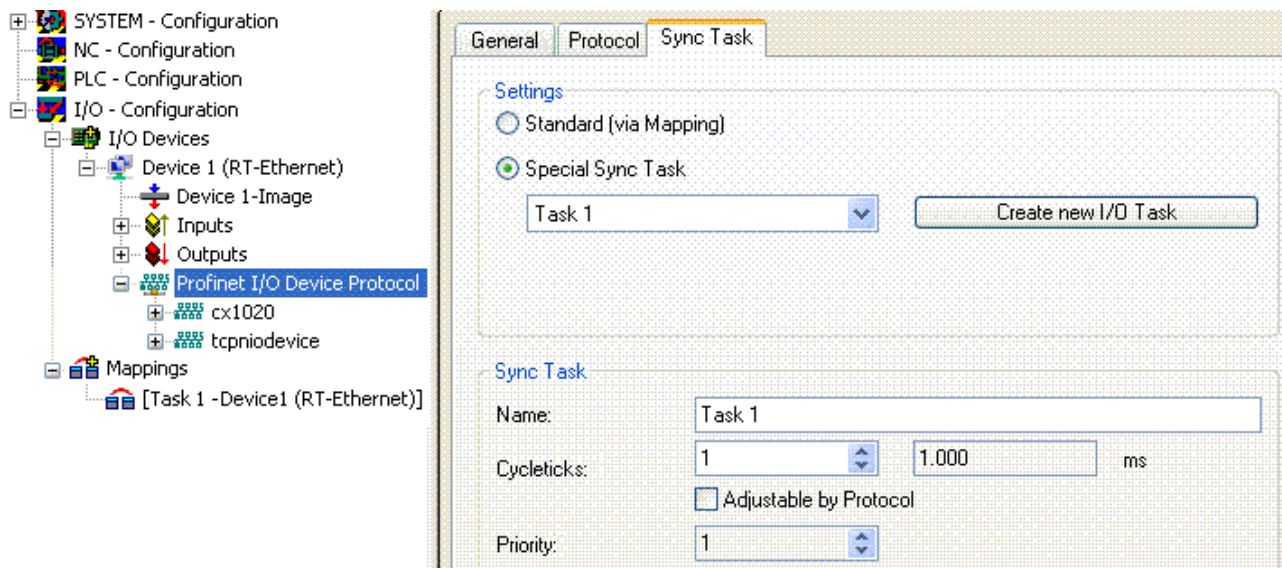 SYSTEM - Configuration
NC - Configuration
PLC - Configuration
I/O - Configuration
I/O Devices
Device 1 (RT-Ethernet)
Device 1-Image
Inputs
Outputs
Profinet I/O Device Protocol
cx1020
tcpniodevice
Mappings
[Task 1 -Device1 (RT-Ethernet)]
General Protocol Sync Task
Settings
Standard (via Mapping)
Special Sync Task
Task 1 Create new I/O Task
Sync Task
Name: Task 1
Cycleticks: 1 1.000 ms
Adjustable by Protocol
Priority: 1